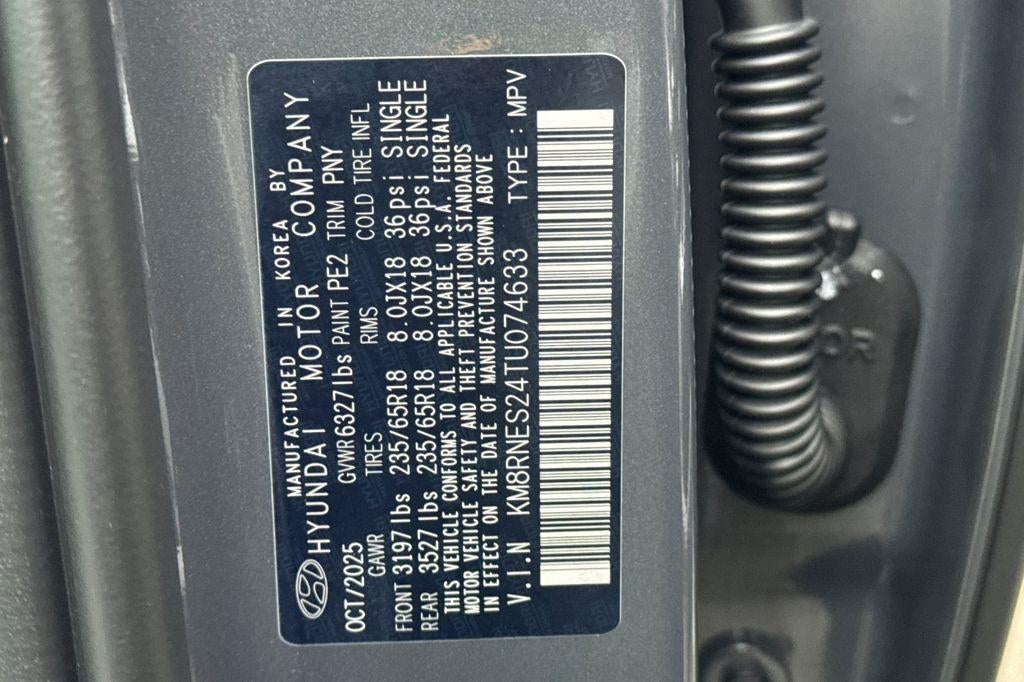 MANUFACTURED IN KOREA BY
HYUNDAI MOTOR COMPANY
OCT/2025 GVWR6327lbs PAINT PE2 TRIM PNY
GAWR TIRES RIMS COLD TIRE INFL
FRONT 3197lbs 235/65R18 8.0JX18 36psi SINGLE
REAR 3527lbs 235/65R18 8.0JX18 36psi SINGLE
THIS VEHICLE CONFORMS TO ALL APPLICABLE U.S.A. FEDERAL
MOTOR VEHICLE SAFETY AND THEFT PREVENTION STANDARDS
IN EFFECT ON THE DATE OF MANUFACTURE SHOWN ABOVE
V.I.N KM8RNES24TU074633 TYPE : MPV